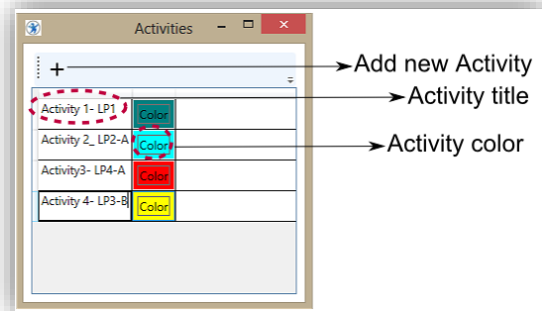 Activities
+
Add new Activity
Activity title
Activity 1- LP1 Color
Activity 2_ LP2-A Color
Activity color
Activity3- LP4-A Color
Activity 4- LP3-B Color